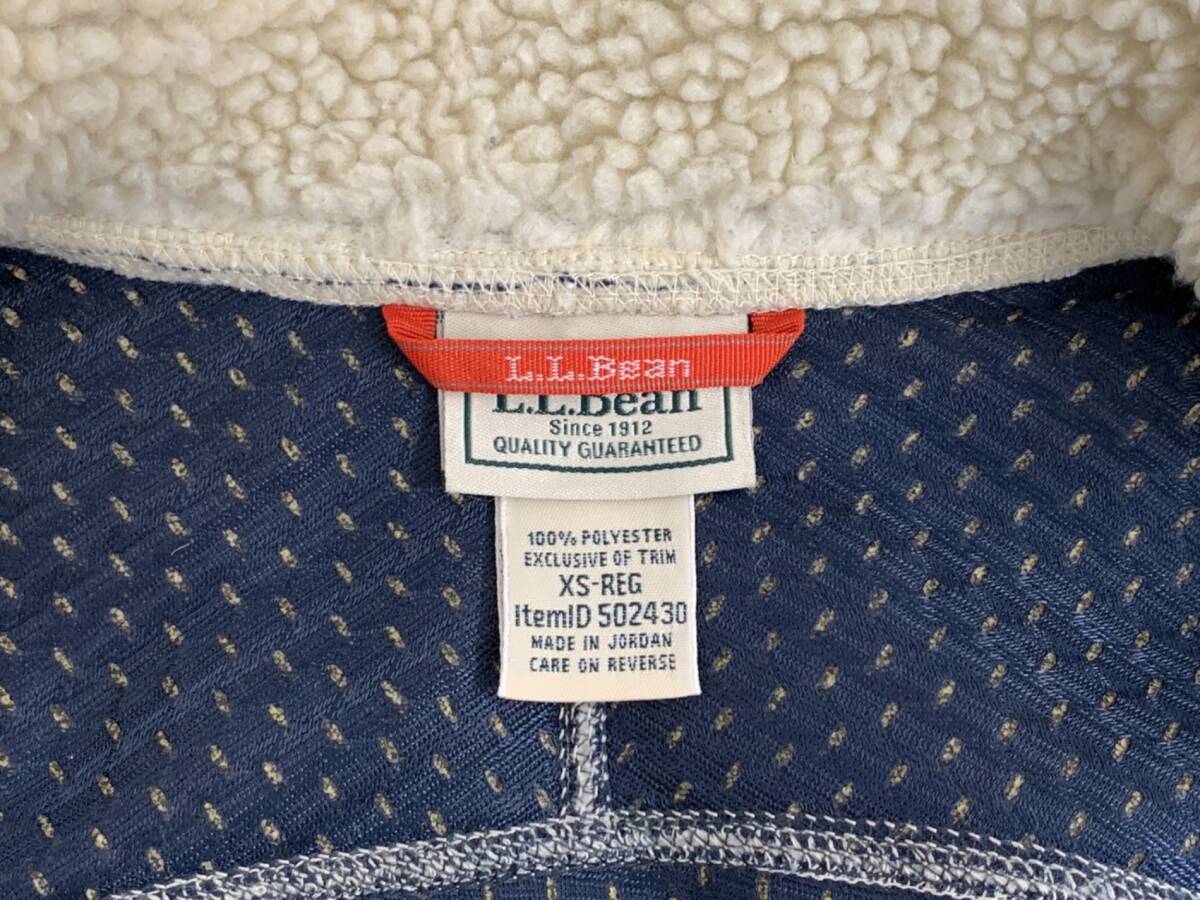 L.L.Bean
L.L.Bean
Since 1912
QUALITY GUARANTEED
100% POLYESTER
EXCLUSIVE OF TRIM
XS-REG
ItemID 502430
MADE IN JORDAN
CARE ON REVERSE